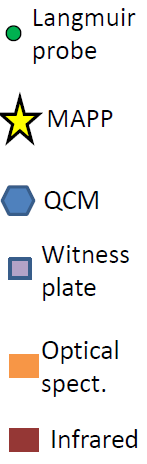 Langmuir
probe
MAPP
QCM
Witness
plate
Optical
spect.
Infrared